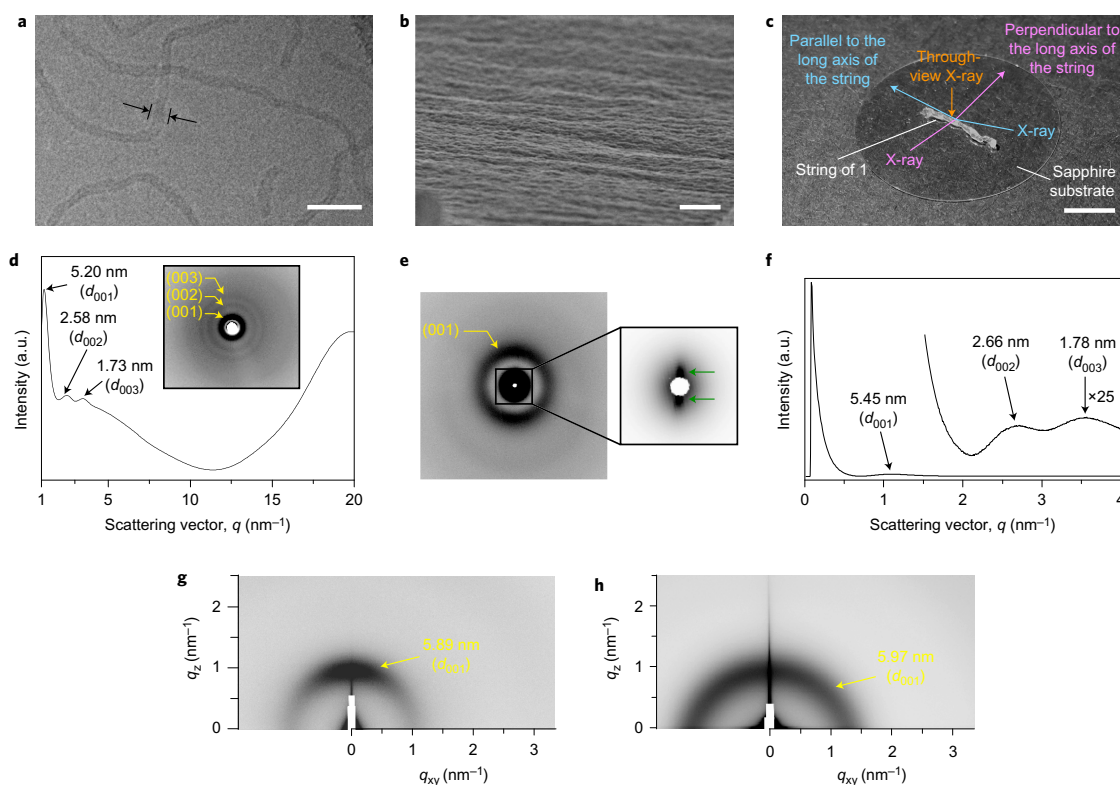 a
b
c
Parallel to the
long axis of
the string
Through-
view X-ray
Perpendicular to
the long axis of
the string
X-ray
X-ray
String of 1
Sapphire
substrate
d
5.20 nm
(d001)
2.58 nm
(d002)
1.73 nm
(d003)
(003)
(002)
(001)
Intensity (a.u.)
1
5
10
15
20
Scattering vector, q (nm–1)
e
(001)
f
5.45 nm
(d001)
2.66 nm
(d002)
1.78 nm
(d003)
×25
Intensity (a.u.)
0
1
2
3
4
Scattering vector, q (nm–1)
g
5.89 nm
(d001)
qz (nm–1)
2
1
0
0
1
2
3
qxy (nm–1)
h
5.97 nm
(d001)
qz (nm–1)
2
1
0
0
1
2
3
qxy (nm–1)